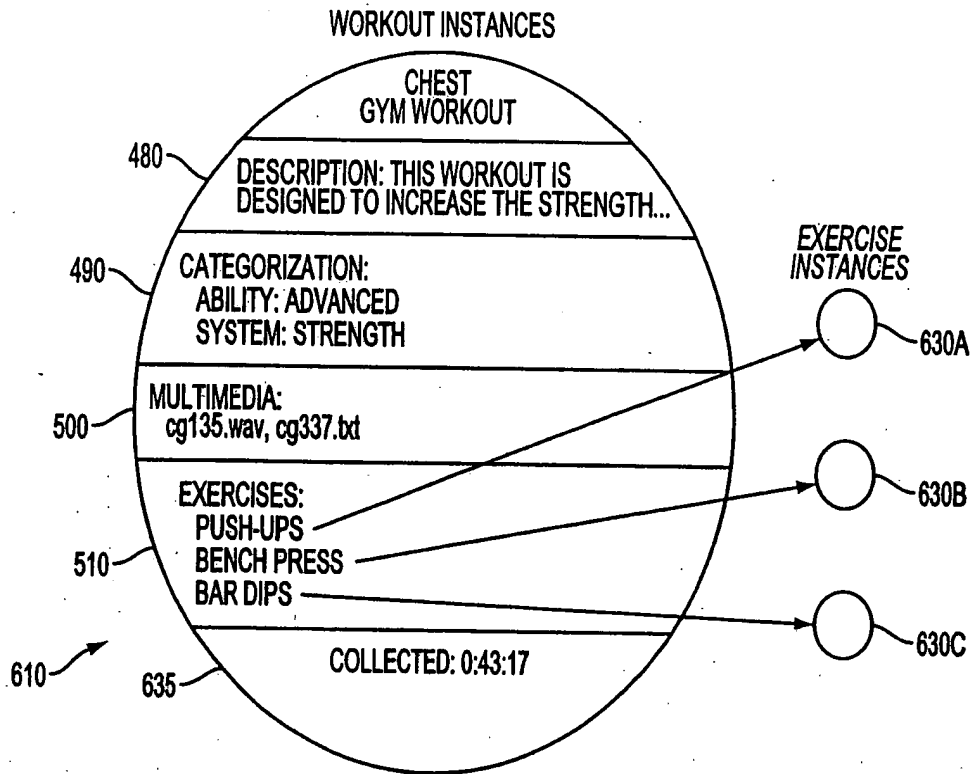 WORKOUT INSTANCES
CHEST
GYM WORKOUT
480
DESCRIPTION: THIS WORKOUT IS
DESIGNED TO INCREASE THE STRENGTH...
490
CATEGORIZATION:
ABILITY: ADVANCED
SYSTEM: STRENGTH
EXERCISE
INSTANCES
630A
500
MULTIMEDIA:
cg135.wav, cg337.txt
510
EXERCISES:
PUSH-UPS
BENCH PRESS
BAR DIPS
630B
630C
610
635
COLLECTED: 0:43:17